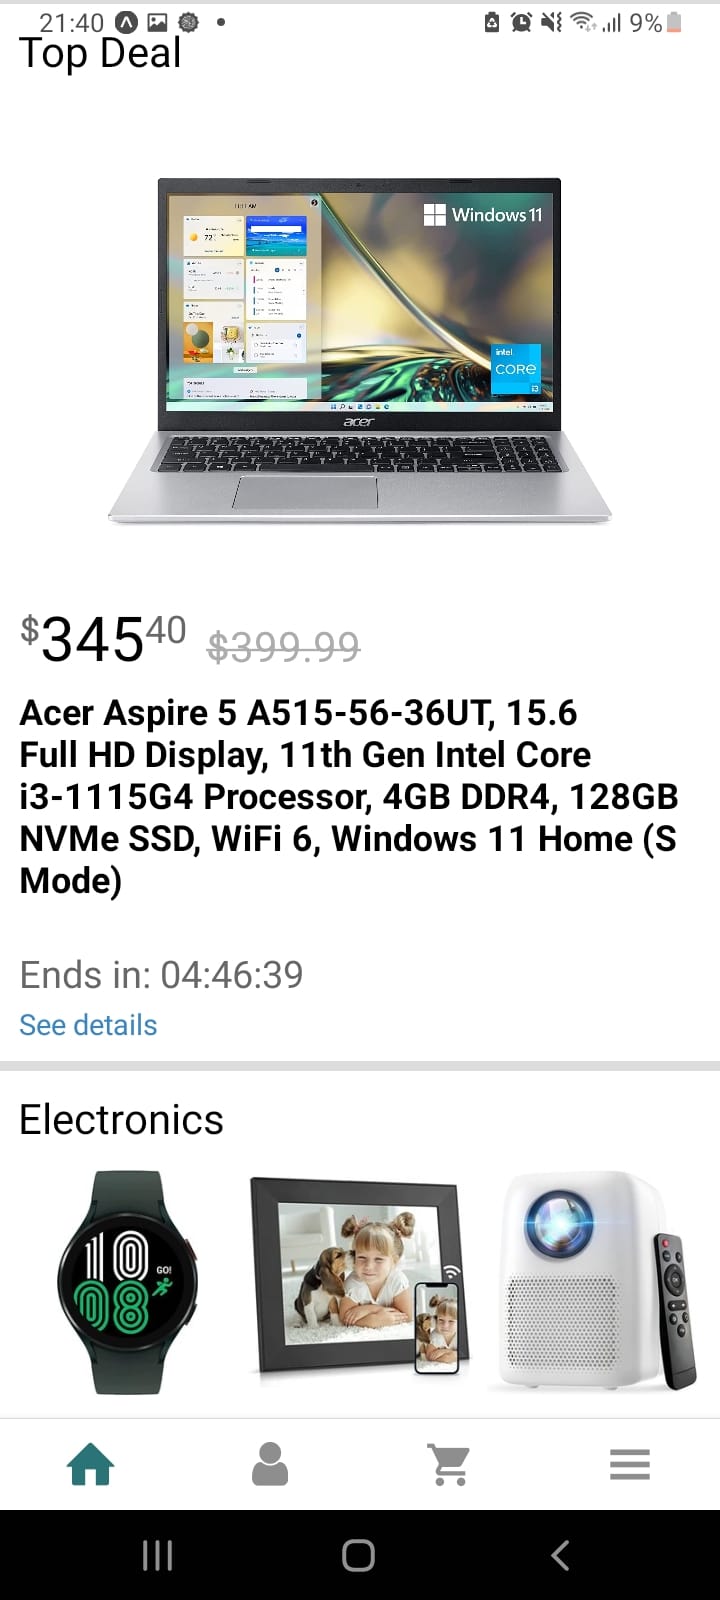 21:40
9%
Top Deal
Windows 11
72°
intel
CORE
i3
acer
$345 40 $399.99
Acer Aspire 5 A515-56-36UT, 15.6
Full HD Display, 11th Gen Intel Core
i3-1115G4 Processor, 4GB DDR4, 128GB
NVMe SSD, WiFi 6, Windows 11 Home (S
Mode)
Ends in: 04:46:39
See details
Electronics
10
08
GO!